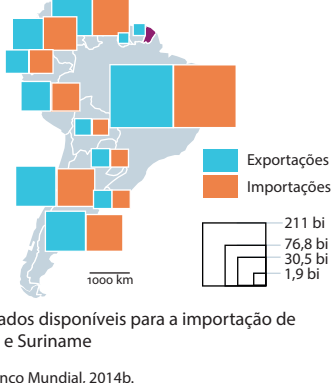 Exportações
Importações
211 bi
76,8 bi
30,5 bi
1,9 bi
1000 km
ados disponíveis para a importação de
e Suriname
nco Mundial, 2014b.